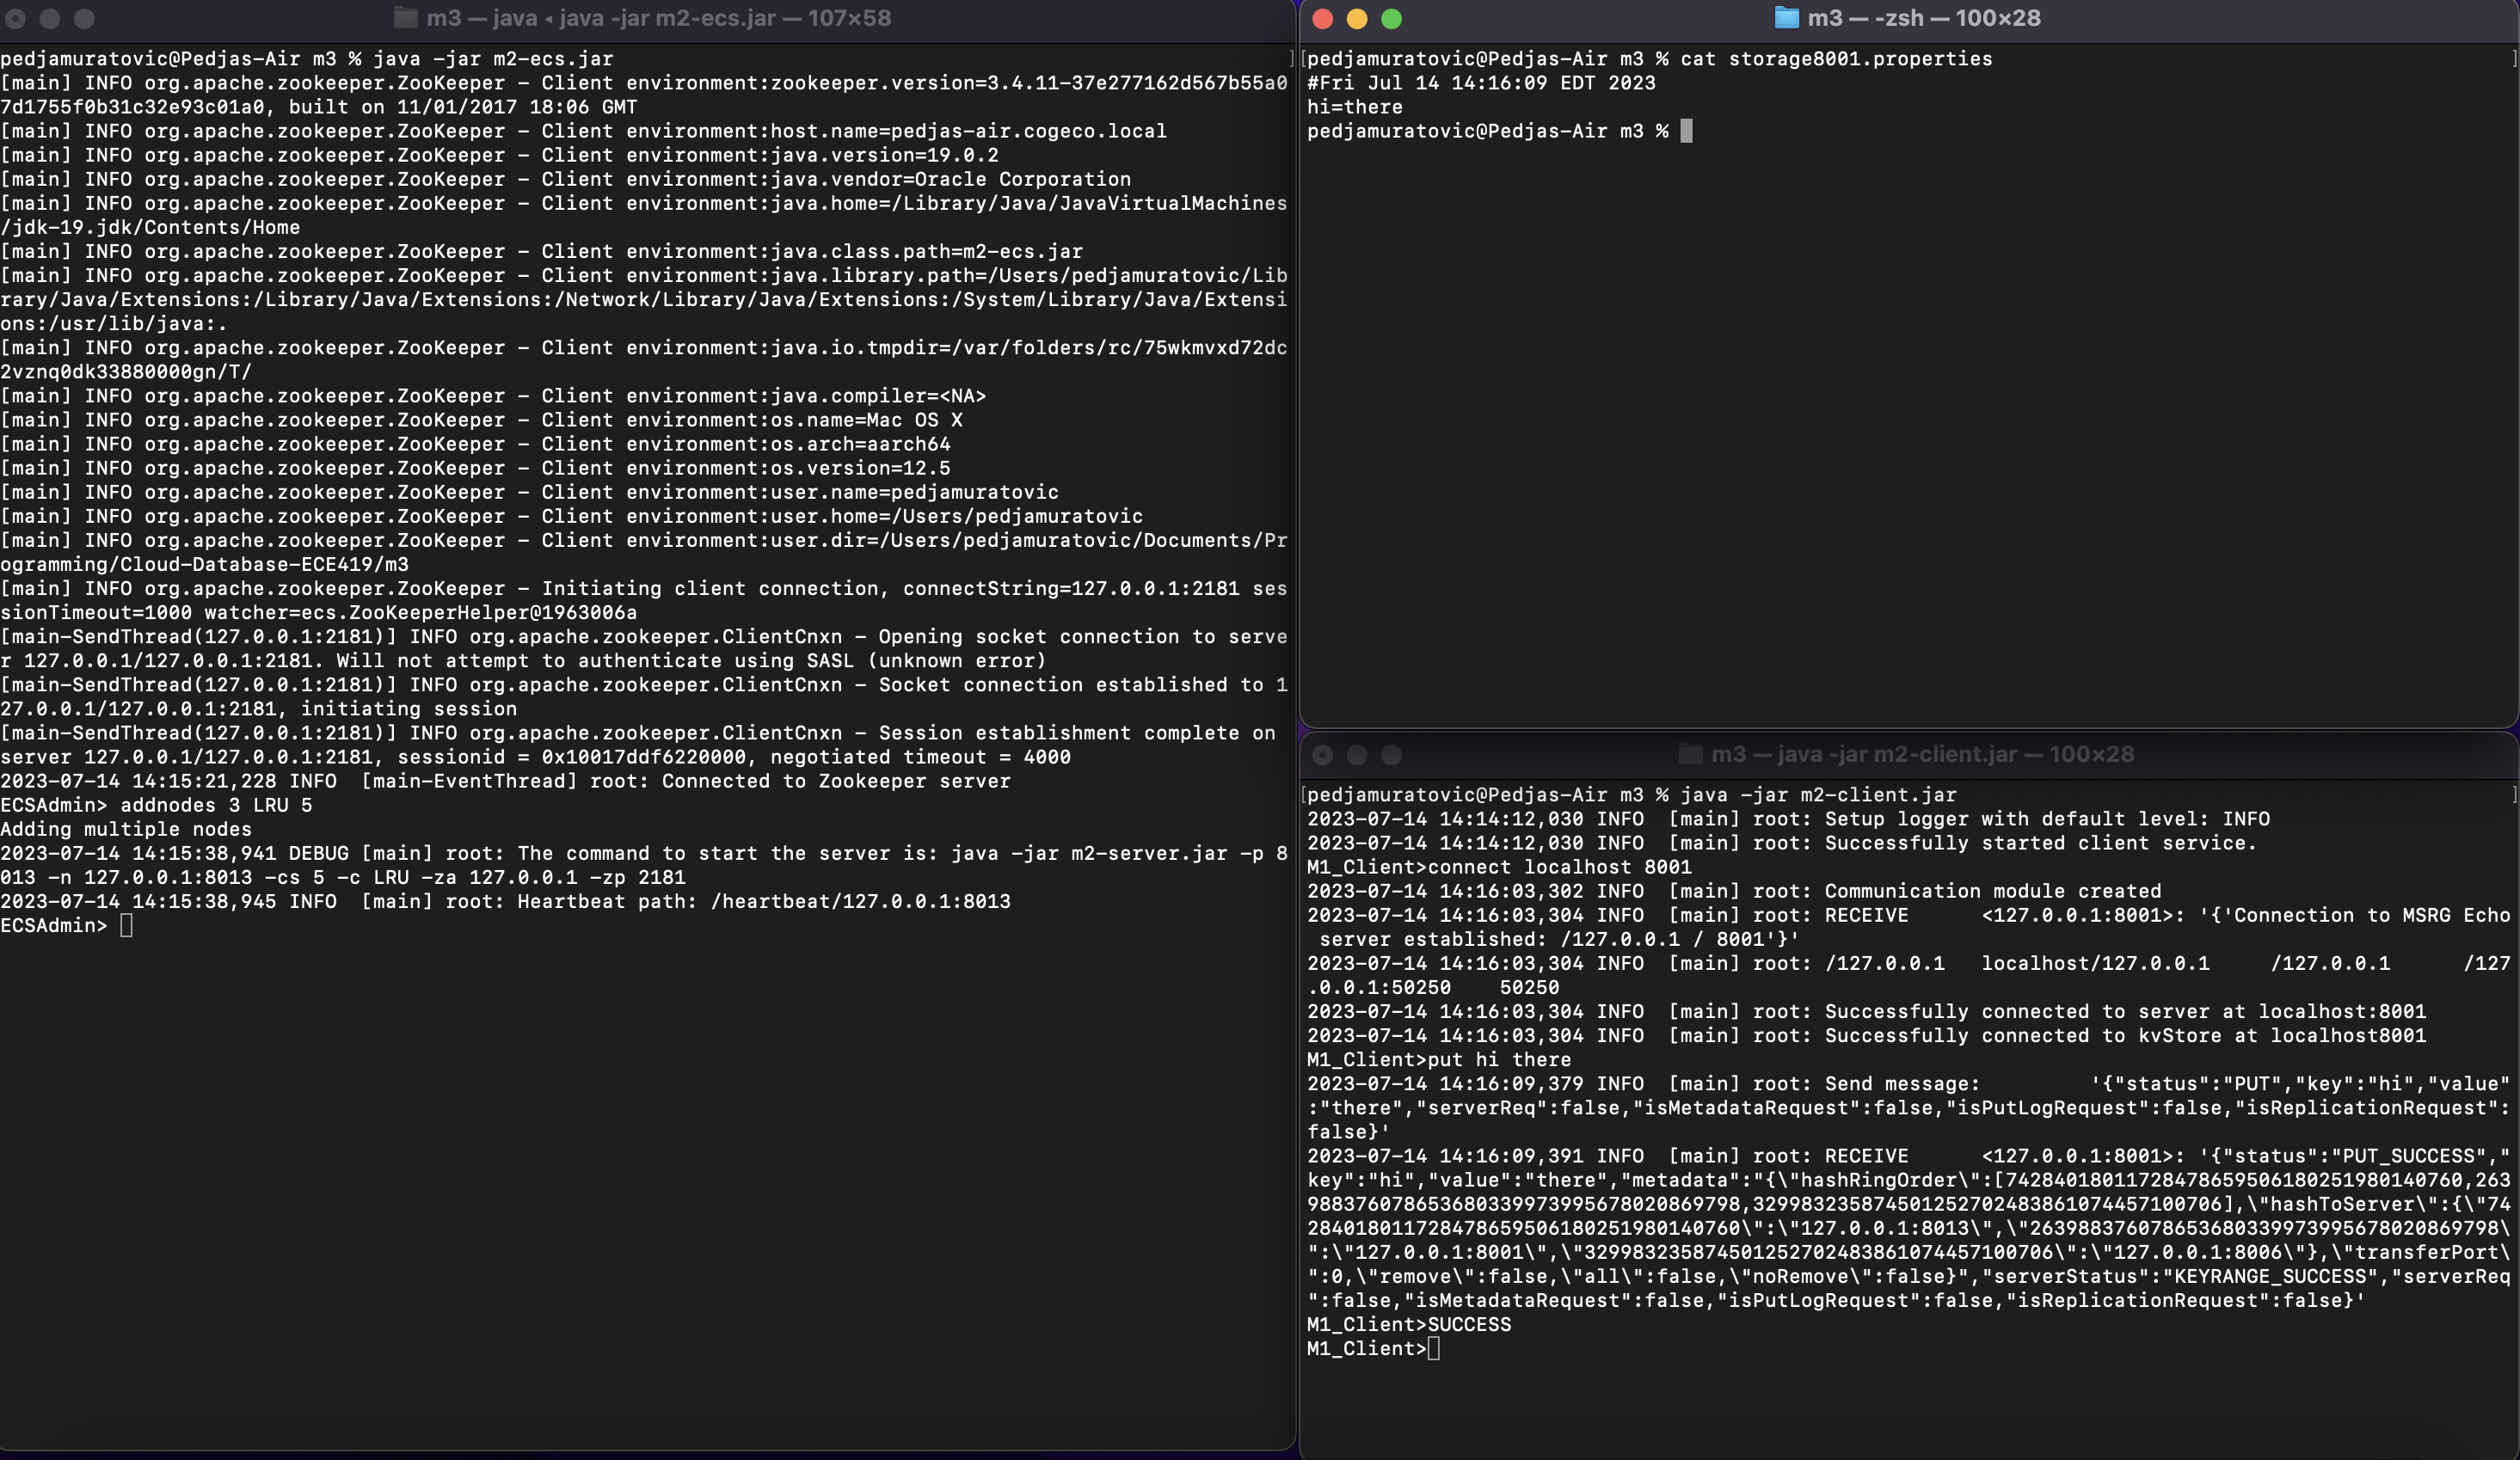 m3 — java ◂ java -jar m2-ecs.jar — 107×58
pedjamuratovic@Pedjas-Air m3 % java -jar m2-ecs.jar
[main] INFO org.apache.zookeeper.ZooKeeper - Client environment:zookeeper.version=3.4.11-37e277162d567b55a0
7d1755f0b31c32e93c01a0, built on 11/01/2017 18:06 GMT
[main] INFO org.apache.zookeeper.ZooKeeper - Client environment:host.name=pedjas-air.cogeco.local
[main] INFO org.apache.zookeeper.ZooKeeper - Client environment:java.version=19.0.2
[main] INFO org.apache.zookeeper.ZooKeeper - Client environment:java.vendor=Oracle Corporation
[main] INFO org.apache.zookeeper.ZooKeeper - Client environment:java.home=/Library/Java/JavaVirtualMachines
/jdk-19.jdk/Contents/Home
[main] INFO org.apache.zookeeper.ZooKeeper - Client environment:java.class.path=m2-ecs.jar
[main] INFO org.apache.zookeeper.ZooKeeper - Client environment:java.library.path=/Users/pedjamuratovic/Lib
rary/Java/Extensions:/Library/Java/Extensions:/Network/Library/Java/Extensions:/System/Library/Java/Extensi
ons:/usr/lib/java:.
[main] INFO org.apache.zookeeper.ZooKeeper - Client environment:java.io.tmpdir=/var/folders/rc/75wkmvxd72dc
2vznq0dk33880000gn/T/
[main] INFO org.apache.zookeeper.ZooKeeper - Client environment:java.compiler=<NA>
[main] INFO org.apache.zookeeper.ZooKeeper - Client environment:os.name=Mac OS X
[main] INFO org.apache.zookeeper.ZooKeeper - Client environment:os.arch=aarch64
[main] INFO org.apache.zookeeper.ZooKeeper - Client environment:os.version=12.5
[main] INFO org.apache.zookeeper.ZooKeeper - Client environment:user.name=pedjamuratovic
[main] INFO org.apache.zookeeper.ZooKeeper - Client environment:user.home=/Users/pedjamuratovic
[main] INFO org.apache.zookeeper.ZooKeeper - Client environment:user.dir=/Users/pedjamuratovic/Documents/Pr
ogramming/Cloud-Database-ECE419/m3
[main] INFO org.apache.zookeeper.ZooKeeper - Initiating client connection, connectString=127.0.0.1:2181 ses
sionTimeout=1000 watcher=ecs.ZooKeeperHelper@1963006a
[main-SendThread(127.0.0.1:2181)] INFO org.apache.zookeeper.ClientCnxn - Opening socket connection to serve
r 127.0.0.1/127.0.0.1:2181. Will not attempt to authenticate using SASL (unknown error)
[main-SendThread(127.0.0.1:2181)] INFO org.apache.zookeeper.ClientCnxn - Socket connection established to 1
27.0.0.1/127.0.0.1:2181, initiating session
[main-SendThread(127.0.0.1:2181)] INFO org.apache.zookeeper.ClientCnxn - Session establishment complete on
server 127.0.0.1/127.0.0.1:2181, sessionid = 0x10017ddf6220000, negotiated timeout = 4000
2023-07-14 14:15:21,228 INFO  [main-EventThread] root: Connected to Zookeeper server
ECSAdmin> addnodes 3 LRU 5
Adding multiple nodes
2023-07-14 14:15:38,941 DEBUG [main] root: The command to start the server is: java -jar m2-server.jar -p 8
013 -n 127.0.0.1:8013 -cs 5 -c LRU -za 127.0.0.1 -zp 2181
2023-07-14 14:15:38,945 INFO  [main] root: Heartbeat path: /heartbeat/127.0.0.1:8013
ECSAdmin>
m3 — -zsh — 100×28
[pedjamuratovic@Pedjas-Air m3 % cat storage8001.properties ]
#Fri Jul 14 14:16:09 EDT 2023
hi=there
pedjamuratovic@Pedjas-Air m3 %
m3 — java -jar m2-client.jar — 100×28
[pedjamuratovic@Pedjas-Air m3 % java -jar m2-client.jar ]
2023-07-14 14:14:12,030 INFO  [main] root: Setup logger with default level: INFO
2023-07-14 14:14:12,030 INFO  [main] root: Successfully started client service.
M1_Client>connect localhost 8001
2023-07-14 14:16:03,302 INFO  [main] root: Communication module created
2023-07-14 14:16:03,304 INFO  [main] root: RECEIVE      <127.0.0.1:8001>: '{'Connection to MSRG Echo
 server established: /127.0.0.1 / 8001'}'
2023-07-14 14:16:03,304 INFO  [main] root: /127.0.0.1   localhost/127.0.0.1     /127.0.0.1      /127
.0.0.1:50250    50250
2023-07-14 14:16:03,304 INFO  [main] root: Successfully connected to server at localhost:8001
2023-07-14 14:16:03,304 INFO  [main] root: Successfully connected to kvStore at localhost8001
M1_Client>put hi there
2023-07-14 14:16:09,379 INFO  [main] root: Send message:         '{"status":"PUT","key":"hi","value"
:"there","serverReq":false,"isMetadataRequest":false,"isPutLogRequest":false,"isReplicationRequest":
false}'
2023-07-14 14:16:09,391 INFO  [main] root: RECEIVE      <127.0.0.1:8001>: '{"status":"PUT_SUCCESS","
key":"hi","value":"there","metadata":"{\"hashRingOrder\":[74284018011728478659506180251980140760,263
988376078653680339973995678020869798,329983235874501252702483861074457100706],\"hashToServer\":{\"74
284018011728478659506180251980140760\":\"127.0.0.1:8013\",\"263988376078653680339973995678020869798\
":\"127.0.0.1:8001\",\"329983235874501252702483861074457100706\":\"127.0.0.1:8006\"},\"transferPort\
":0,\"remove\":false,\"all\":false,\"noRemove\":false}","serverStatus":"KEYRANGE_SUCCESS","serverReq
":false,"isMetadataRequest":false,"isPutLogRequest":false,"isReplicationRequest":false}'
M1_Client>SUCCESS
M1_Client>